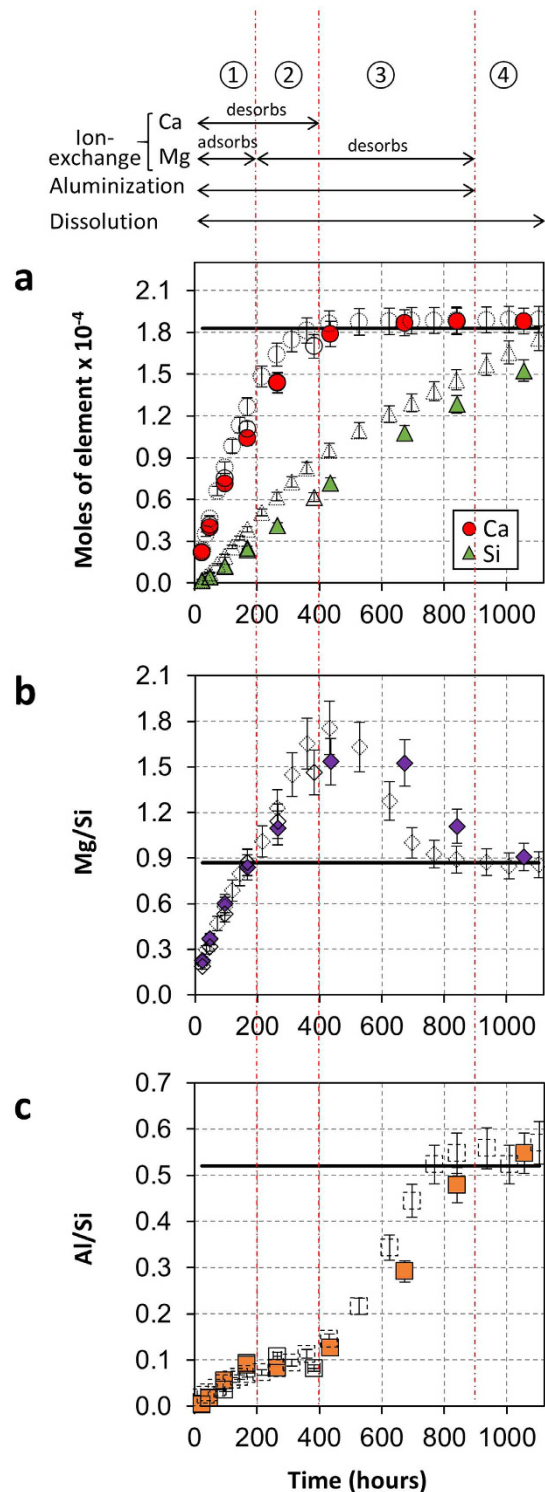 ① ② ③ ④
desorbs
Ca
Ion-
exchange
adsorbs
desorbs
Mg
Aluminization
Dissolution
a
2.1
1.8
1.5
1.2
0.9
0.6
0.3
0.0
Moles of element x 10⁻⁴
Ca
Si
0 200 400 600 800 1000
b
2.1
1.8
1.5
1.2
0.9
0.6
0.3
0.0
Mg/Si
0 200 400 600 800 1000
c
0.7
0.6
0.5
0.4
0.3
0.2
0.1
0.0
Al/Si
0 200 400 600 800 1000
Time (hours)